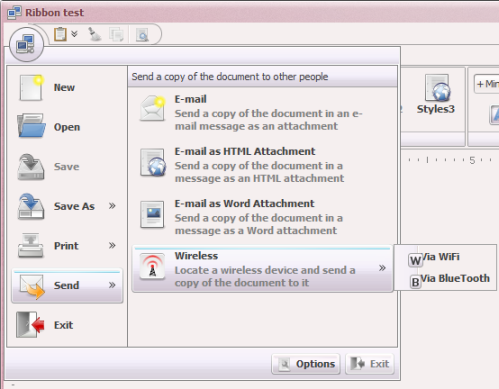 Ribbon test
Styles3
+ Min
5
New
Open
Save
Save As
Print
Send
Exit
Send a copy of the document to other people
E-mail
Send a copy of the document in an e-
mail message as an attachment
E-mail as HTML Attachment
Send a copy of the document in a
message as an HTML attachment
E-mail as Word Attachment
Send a copy of the document in a
message as a Word attachment
Wireless
Locate a wireless device and send a
copy of the document to it
W Via WiFi
B Via BlueTooth
Options
Exit